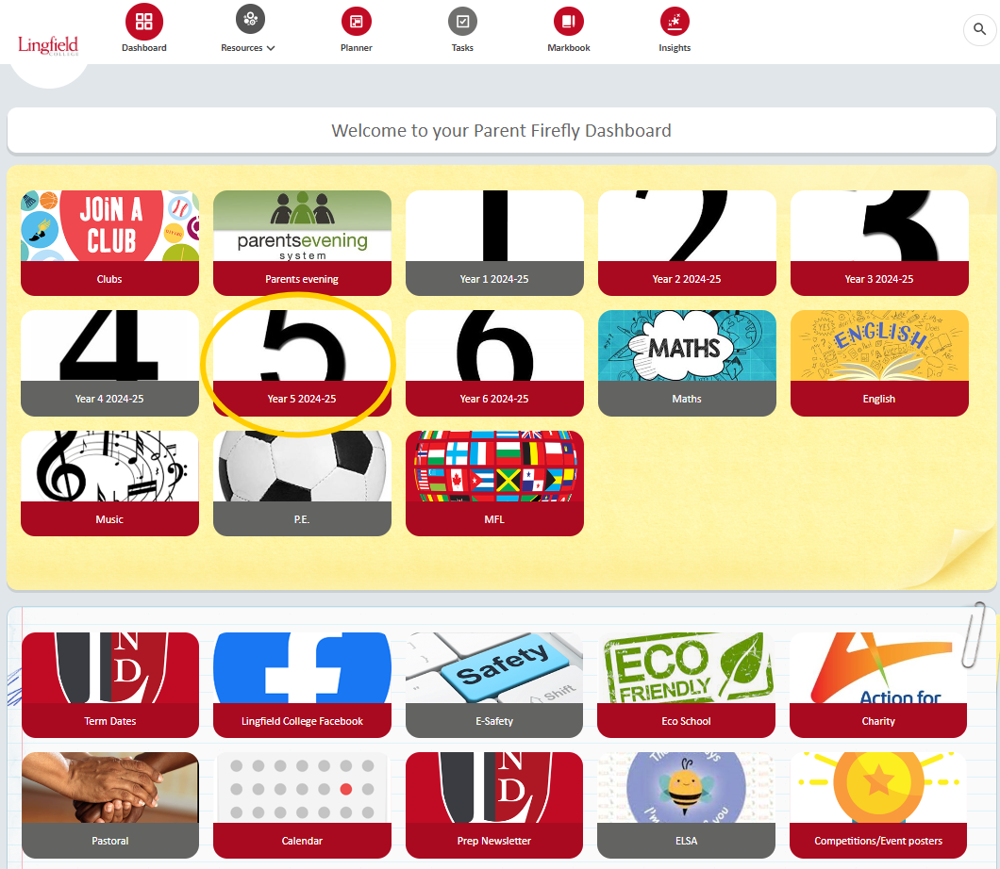 Lingfield
COLLEGE
Dashboard
Resources
Planner
Tasks
Markbook
Insights
Welcome to your Parent Firefly Dashboard
JOIN A
CLUB
Clubs
parentsevening
system
Parents evening
1
Year 1 2024-25
2
Year 2 2024-25
3
Year 3 2024-25
4
Year 4 2024-25
5
Year 5 2024-25
6
Year 6 2024-25
MATHS
Maths
ENGLISH
YES!
verbal
Does
English
Music
P.E.
MFL
N
D
Term Dates
f
Lingfield College Facebook
Safety
Shift
E-Safety
ECO
FRIENDLY
Eco School
Action for
Charity
Pastoral
Calendar
N
D
Prep Newsletter
ELSA
Competitions/Event posters